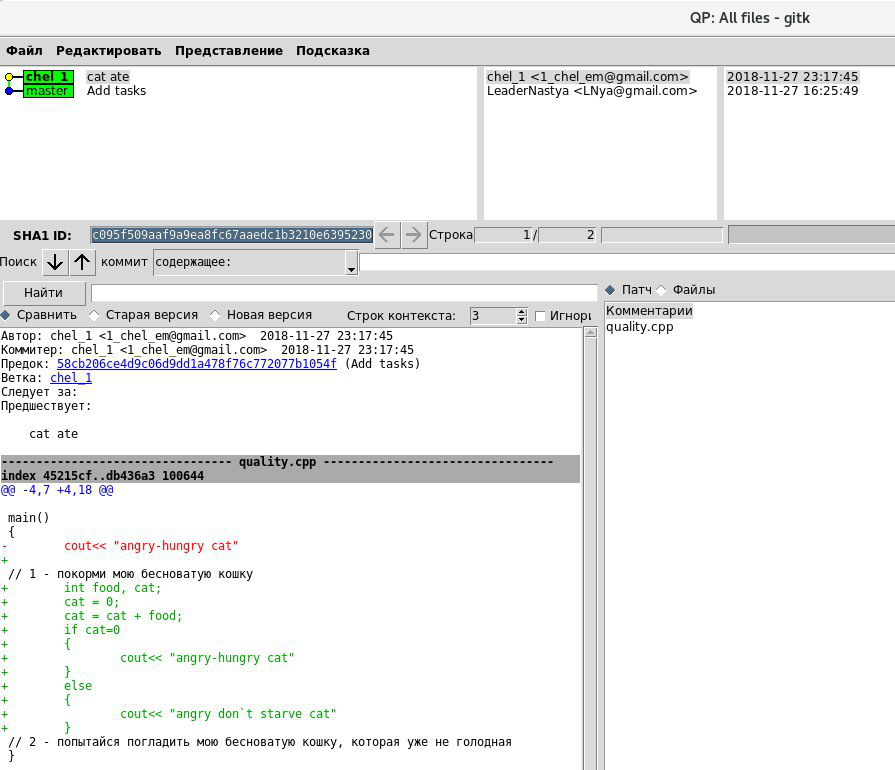 QP: All files - gitk
Файл Редактировать Представление Подсказка
chel_1 cat ate chel_1 <1_chel_em@gmail.com> 2018-11-27 23:17:45
master Add tasks LeaderNastya <LNya@gmail.com> 2018-11-27 16:25:49
SHA1 ID: c095f509aaf9a9ea8fc67aaedc1b3210e6395230 Строка 1 / 2
Поиск коммит содержащее:
Найти
Патч Файлы
Сравнить Старая версия Новая версия Строк контекста: 3 Игнори
Комментарии
quality.cpp
Автор: chel_1 <1_chel_em@gmail.com>  2018-11-27 23:17:45
Коммитер: chel_1 <1_chel_em@gmail.com>  2018-11-27 23:17:45
Предок: 58cb206ce4d9c06d9dd1a478f76c772077b1054f (Add tasks)
Ветка: chel_1
Следует за:
Предшествует:
    cat ate
-------------------------------- quality.cpp --------------------------------
index 45215cf..db436a3 100644
@@ -4,7 +4,18 @@
 main()
 {
-        cout<< "angry-hungry cat"
+
 // 1 - покорми мою бесноватую кошку
+        int food, cat;
+        cat = 0;
+        cat = cat + food;
+        if cat=0
+        {
+                cout<< "angry-hungry cat"
+        }
+        else
+        {
+                cout<< "angry don`t starve cat"
+        }
 // 2 - попытайся погладить мою бесноватую кошку, которая уже не голодная
 }